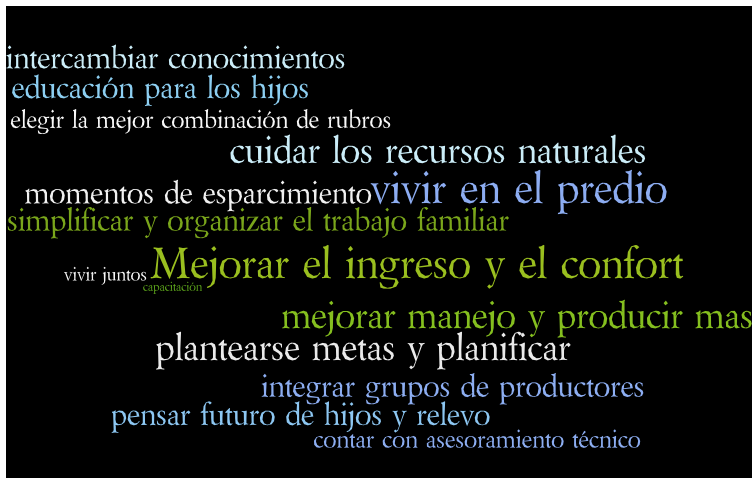 intercambiar conocimientos
educación para los hijos
elegir la mejor combinación de rubros
cuidar los recursos naturales
momentos de esparcimiento
vivir en el predio
simplificar y organizar el trabajo familiar
Mejorar el ingreso y el confort
vivir juntos
capacitación
mejorar manejo y producir mas
plantearse metas y planificar
integrar grupos de productores
pensar futuro de hijos y relevo
contar con asesoramiento técnico